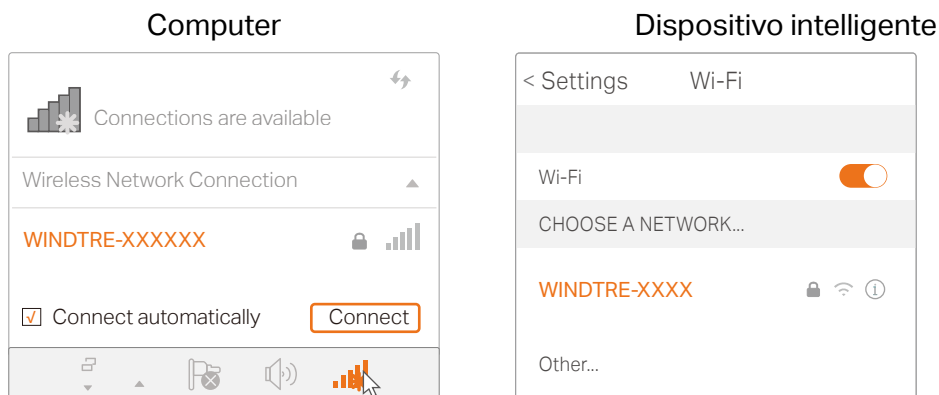 Computer
Connections are available
Wireless Network Connection
WINDTRE-XXXXXX
Connect automatically
Connect
Dispositivo intelligente
< Settings
Wi-Fi
Wi-Fi
CHOOSE A NETWORK...
WINDTRE-XXXX
Other...